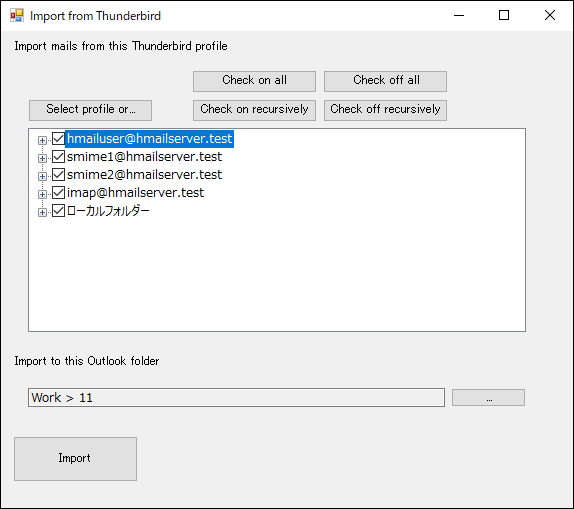 Import from Thunderbird
Import mails from this Thunderbird profile
Check on all
Check off all
Select profile or...
Check on recursively
Check off recursively
hmailuser@hmailserver.test
smime1@hmailserver.test
smime2@hmailserver.test
imap@hmailserver.test
ローカルフォルダー
Import to this Outlook folder
Work > 11
...
Import